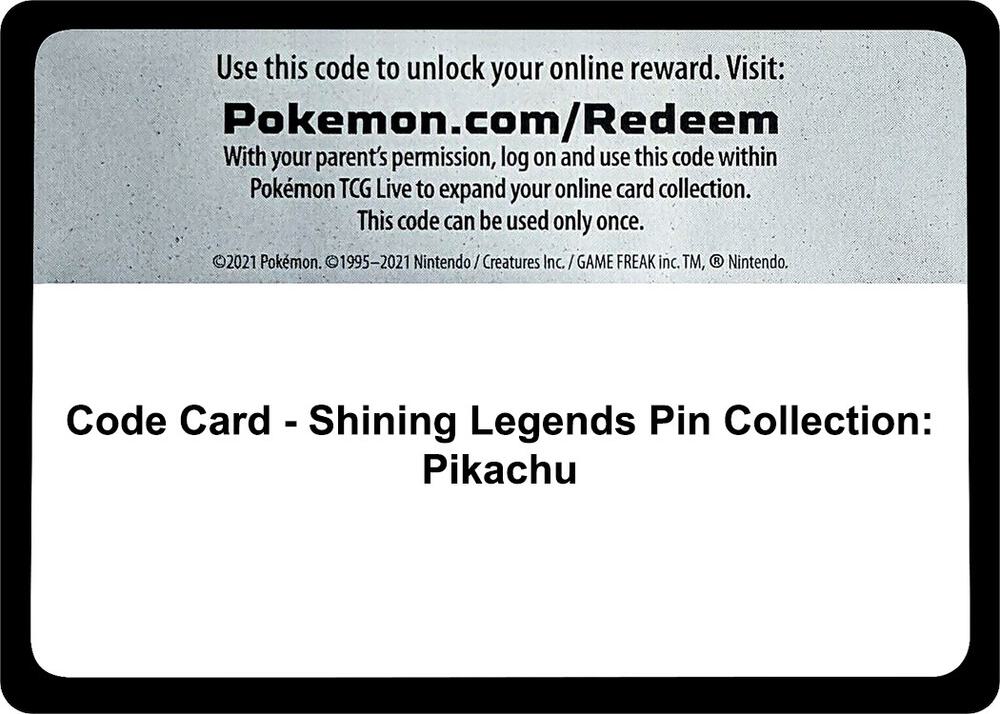 Use this code to unlock your online reward. Visit:
Pokemon.com/Redeem
With your parent's permission, log on and use this code within
Pokémon TCG Live to expand your online card collection.
This code can be used only once.
©2021 Pokémon. ©1995–2021 Nintendo / Creatures Inc. / GAME FREAK inc. TM, ® Nintendo.
Code Card - Shining Legends Pin Collection:
Pikachu